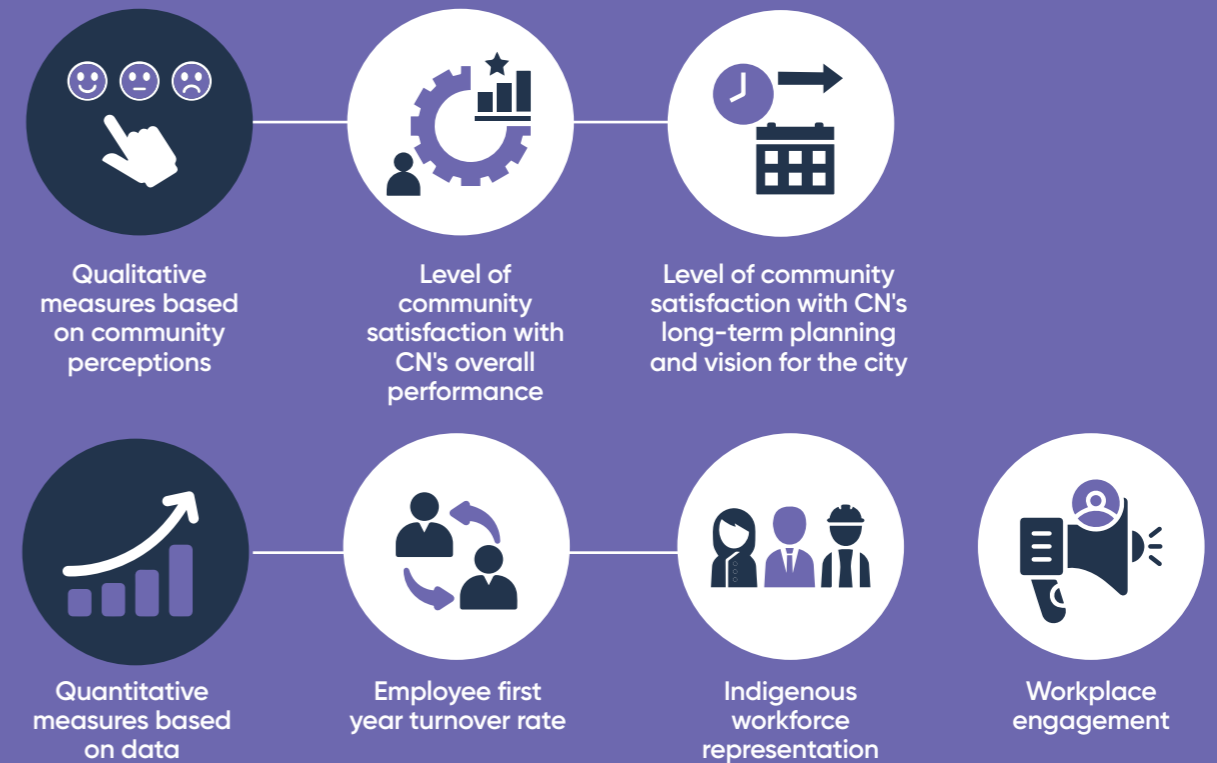 Qualitative
measures based
on community
perceptions
Level of
community
satisfaction with
CN's overall
performance
Level of community
satisfaction with CN's
long-term planning
and vision for the city
Quantitative
measures based
on data
Employee first
year turnover rate
Indigenous
workforce
representation
Workplace
engagement